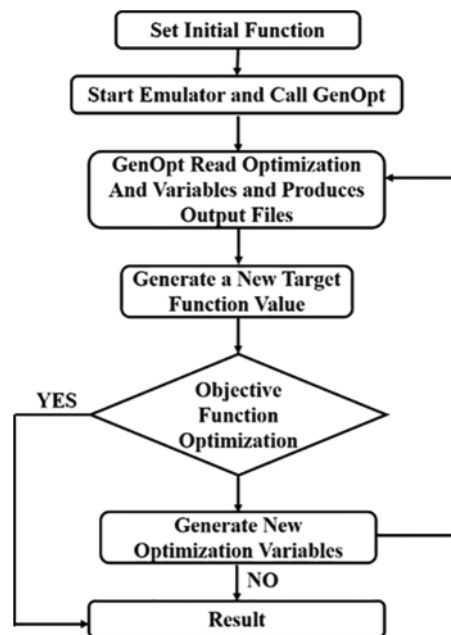 Set Initial Function
Start Emulator and Call GenOpt
GenOpt Read Optimization
And Variables and Produces
Output Files
Generate a New Target
Function Value
YES
Objective
Function
Optimization
Generate New
Optimization Variables
NO
Result